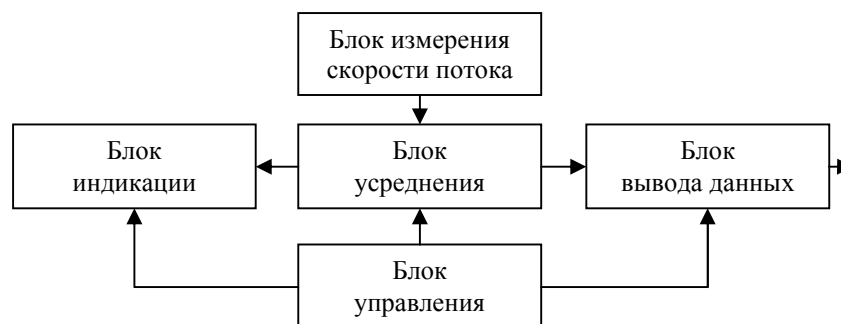 Блок измерения
скорости потока
Блок
индикации
Блок
усреднения
Блок
вывода данных
Блок
управления